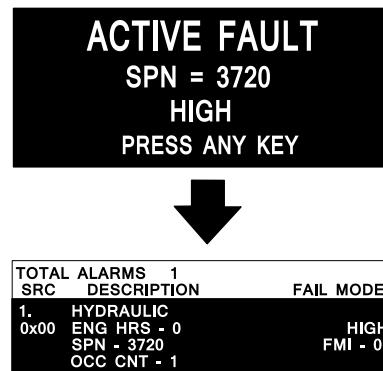 ACTIVE FAULT
SPN = 3720
HIGH
PRESS ANY KEY
TOTAL ALARMS 1
SRC DESCRIPTION FAIL MODE
1. HYDRAULIC
0x00 ENG HRS - 0 HIGH
SPN - 3720 FMI - 0
OCC CNT - 1